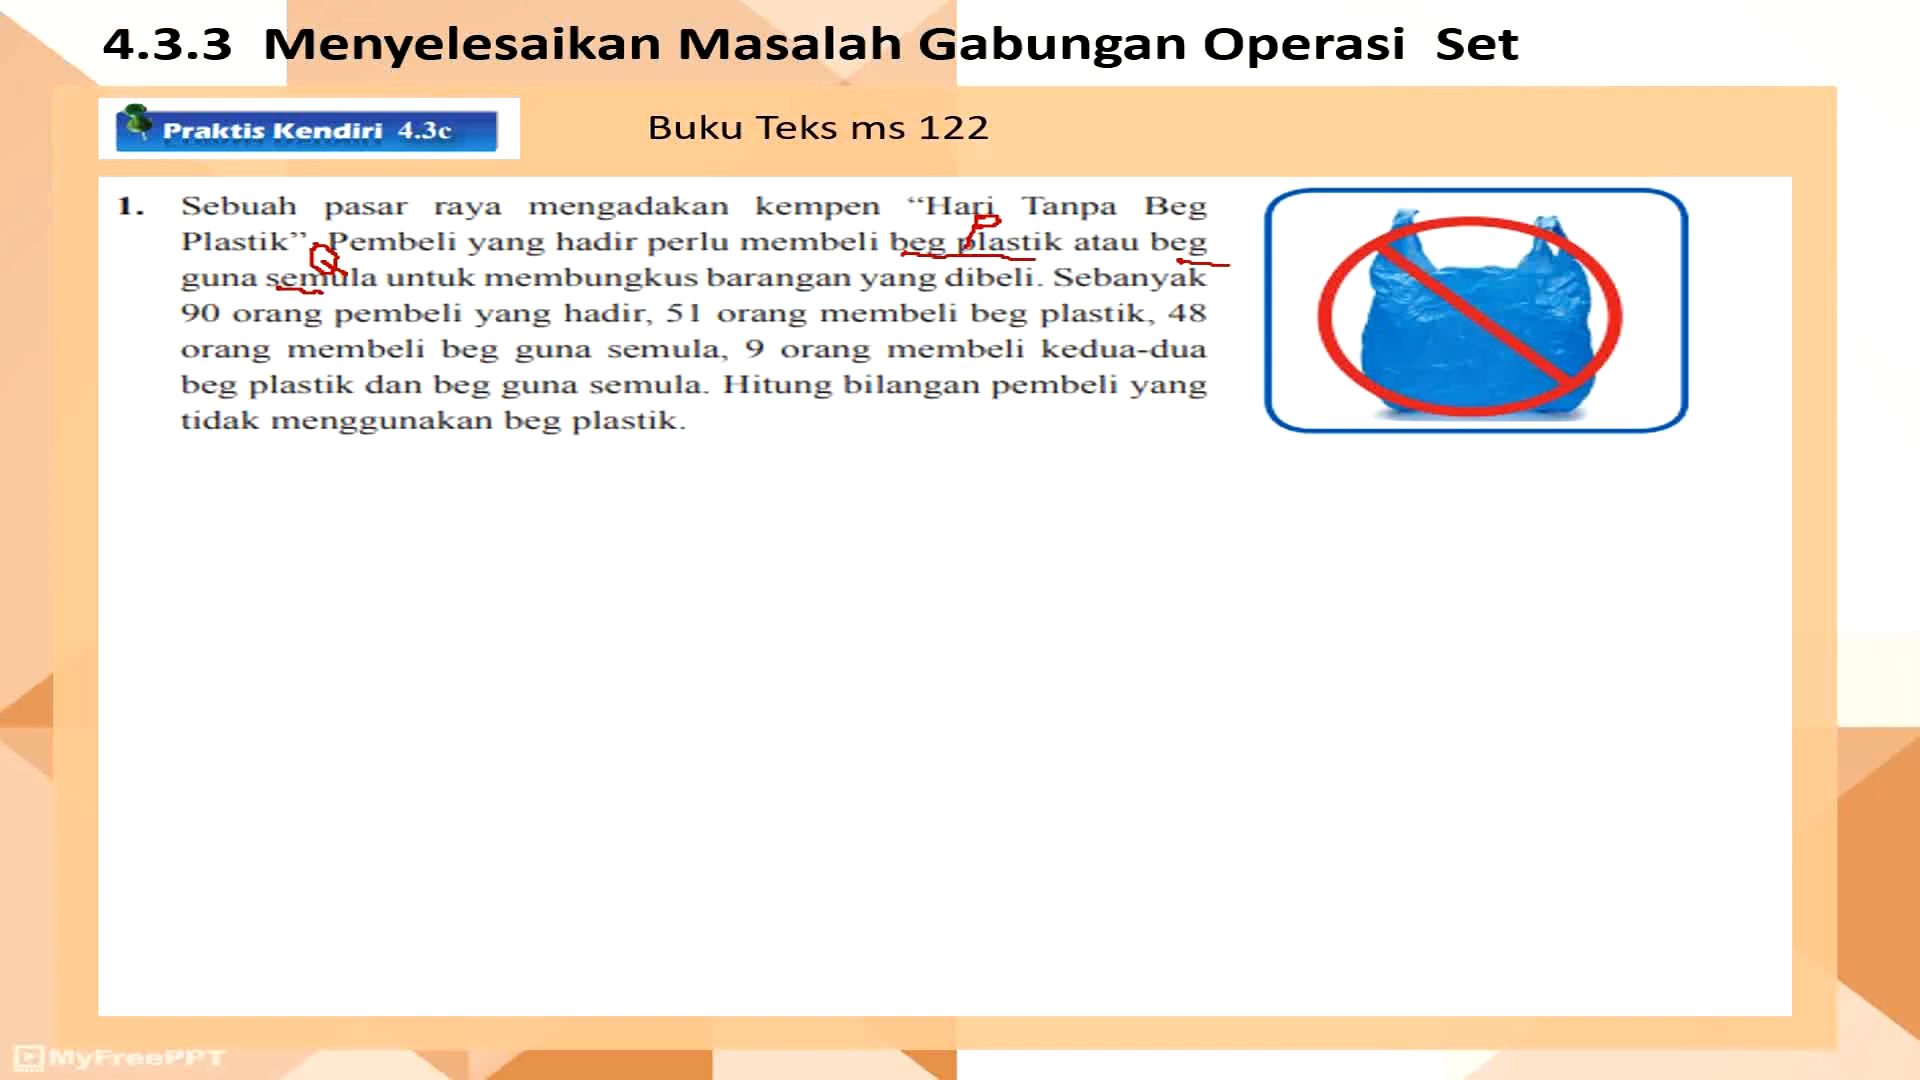 4.3.3 Menyelesaikan Masalah Gabungan Operasi Set
Praktis Kendiri 4.3c
Buku Teks ms 122
1. Sebuah pasar raya mengadakan kempen “Hari Tanpa Beg
Plastik”. Pembeli yang hadir perlu membeli beg plastik atau beg
guna semula untuk membungkus barangan yang dibeli. Sebanyak
90 orang pembeli yang hadir, 51 orang membeli beg plastik, 48
orang membeli beg guna semula, 9 orang membeli kedua-dua
beg plastik dan beg guna semula. Hitung bilangan pembeli yang
tidak menggunakan beg plastik.
P
Q
MyFreePPT